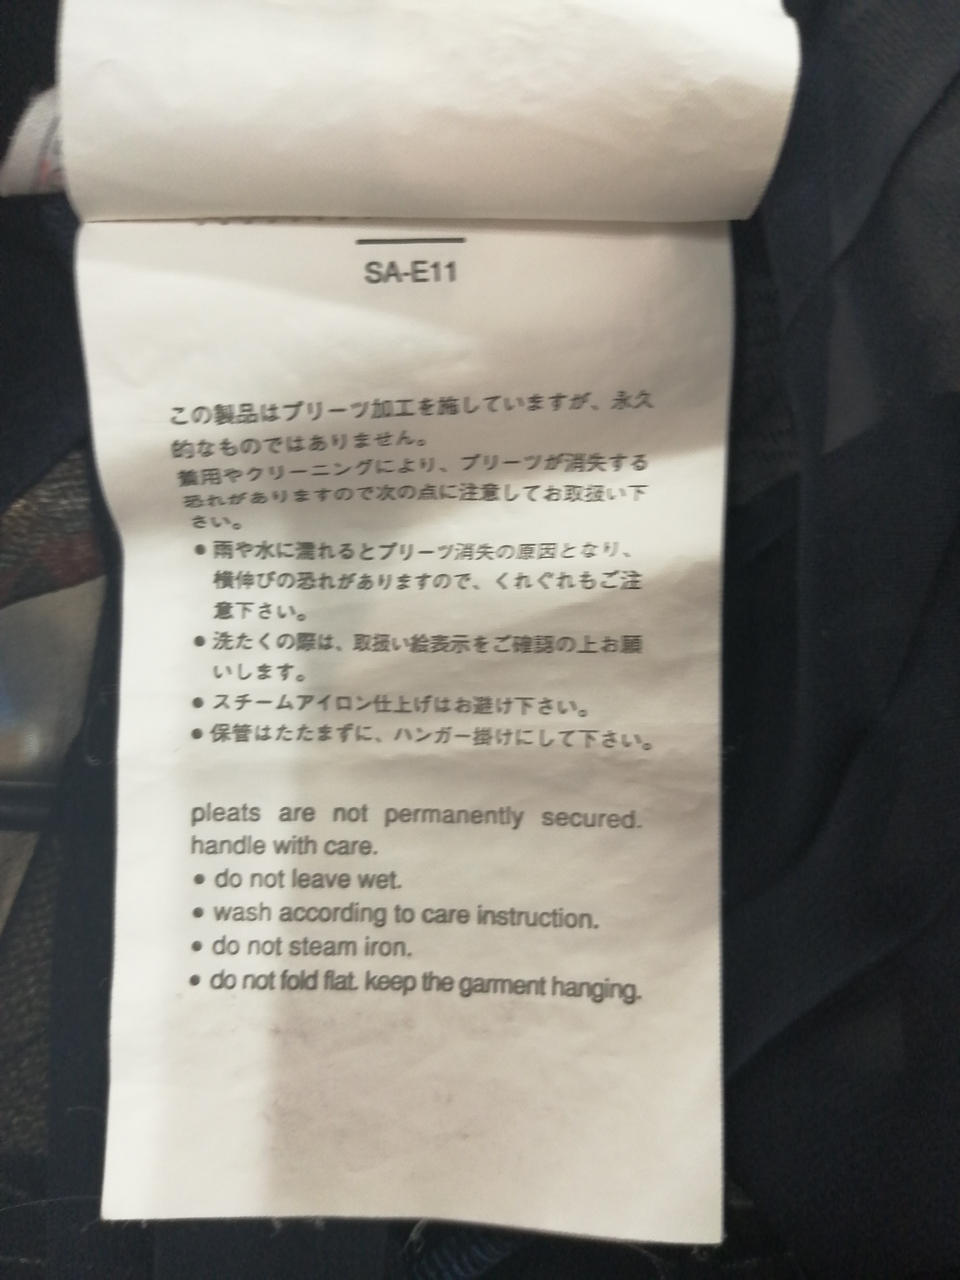 SA-E11
この製品はプリーツ加工を施していますが、永久
的なものではありません。
着用やクリーニングにより、プリーツが消失する
恐れがありますので次の点に注意してお取扱い下
さい。
●雨や水に濡れるとプリーツ消失の原因となり、
横伸びの恐れがありますので、くれぐれもご注
意下さい。
●洗たくの際は、取扱い絵表示をご確認の上お願
いします。
●スチームアイロン仕上げはお避け下さい。
●保管はたたまずに、ハンガー掛けにして下さい。
pleats are not permanently secured.
handle with care.
● do not leave wet.
● wash according to care instruction.
● do not steam iron.
● do not fold flat. keep the garment hanging.